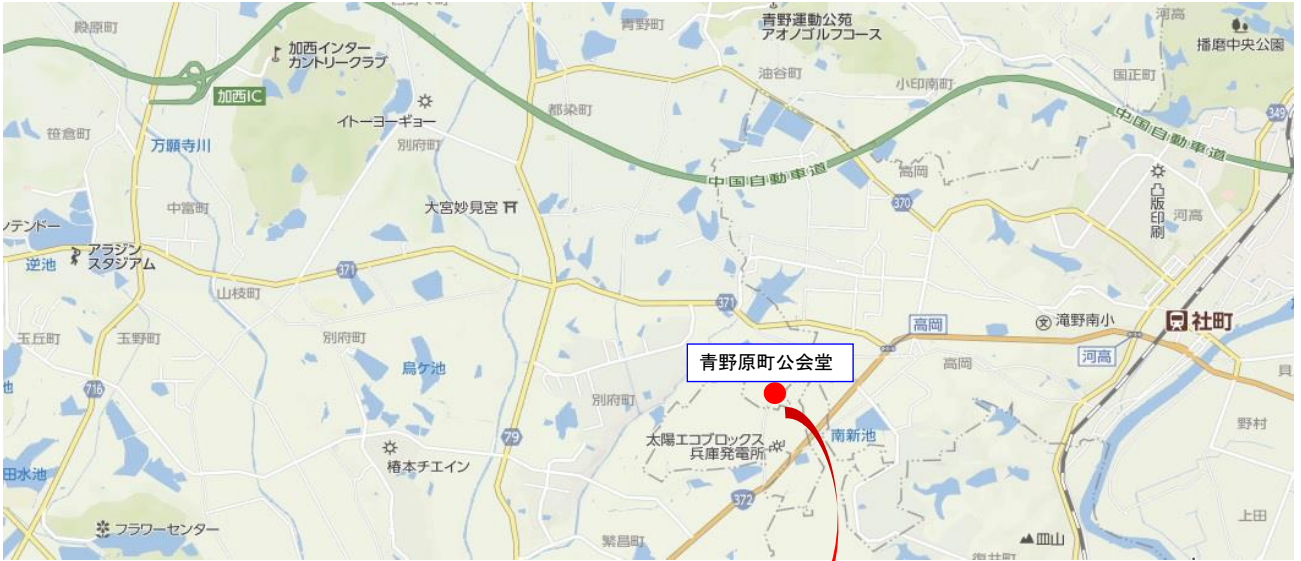 殿原町
青野町
青野運動公苑
アオノゴルフコース
河高
播磨中央公園
加西インター
カントリークラブ
油谷町
小印南町
国正町
加西IC
イトーヨーギョー
都染町
349
中国自動車道
笹倉町
万願寺川
別府町
中国自動車道
高岡
凸版印刷
中富町
大宮妙見宮
370
河高
ンテンドー
アラジン
スタジアム
逆池
371
山枝町
371
高岡
滝野南小
社町
玉丘町
玉野町
別府町
青野原町公会堂
河高
烏ケ池
高岡
716
別府町
野村
79
太陽エコブロックス
兵庫発電所
南新池
椿本チエイン
田水池
372
フラワーセンター
繁昌町
皿山
上田